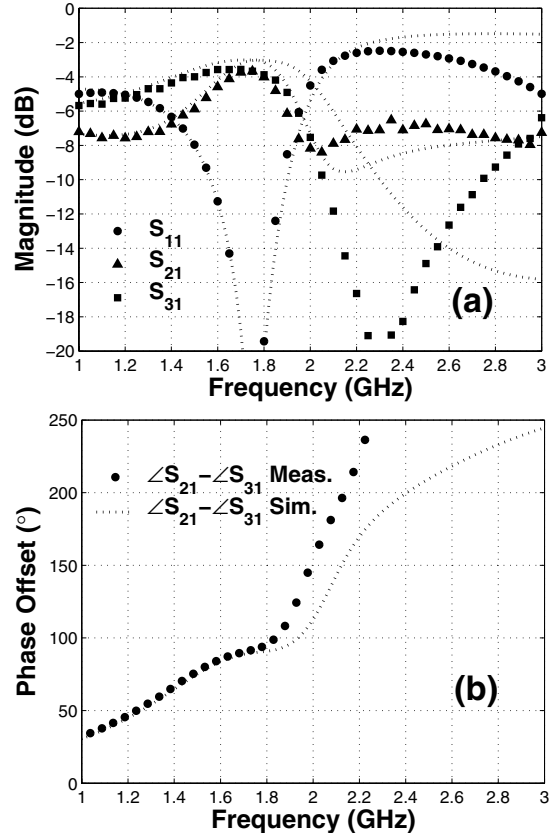 0
−2
−4
−6
−8
−10
−12
−14
−16
−18
−20
Magnitude (dB)
S11
S21
S31
(a)
1 1.2 1.4 1.6 1.8 2 2.2 2.4 2.6 2.8 3
Frequency (GHz)
250
200
150
100
50
0
Phase Offset (°)
∠S21−∠S31 Meas.
∠S21−∠S31 Sim.
(b)
1 1.2 1.4 1.6 1.8 2 2.2 2.4 2.6 2.8 3
Frequency (GHz)